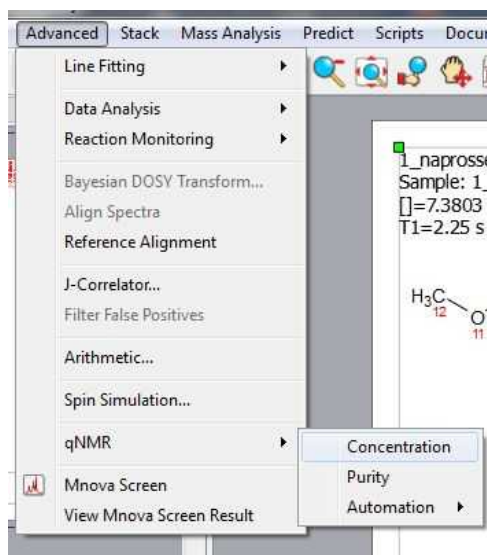 Advanced Stack Mass Analysis Predict Scripts Docu
Line Fitting
Data Analysis
Reaction Monitoring
Bayesian DOSY Transform...
Align Spectra
Reference Alignment
J-Correlator...
Filter False Positives
Arithmetic...
Spin Simulation...
qNMR
Mnova Screen
View Mnova Screen Result
Concentration
Purity
Automation
1_naprosse
Sample: 1_
[]=7.3803
T1=2.25 s
H3C
12
O
11